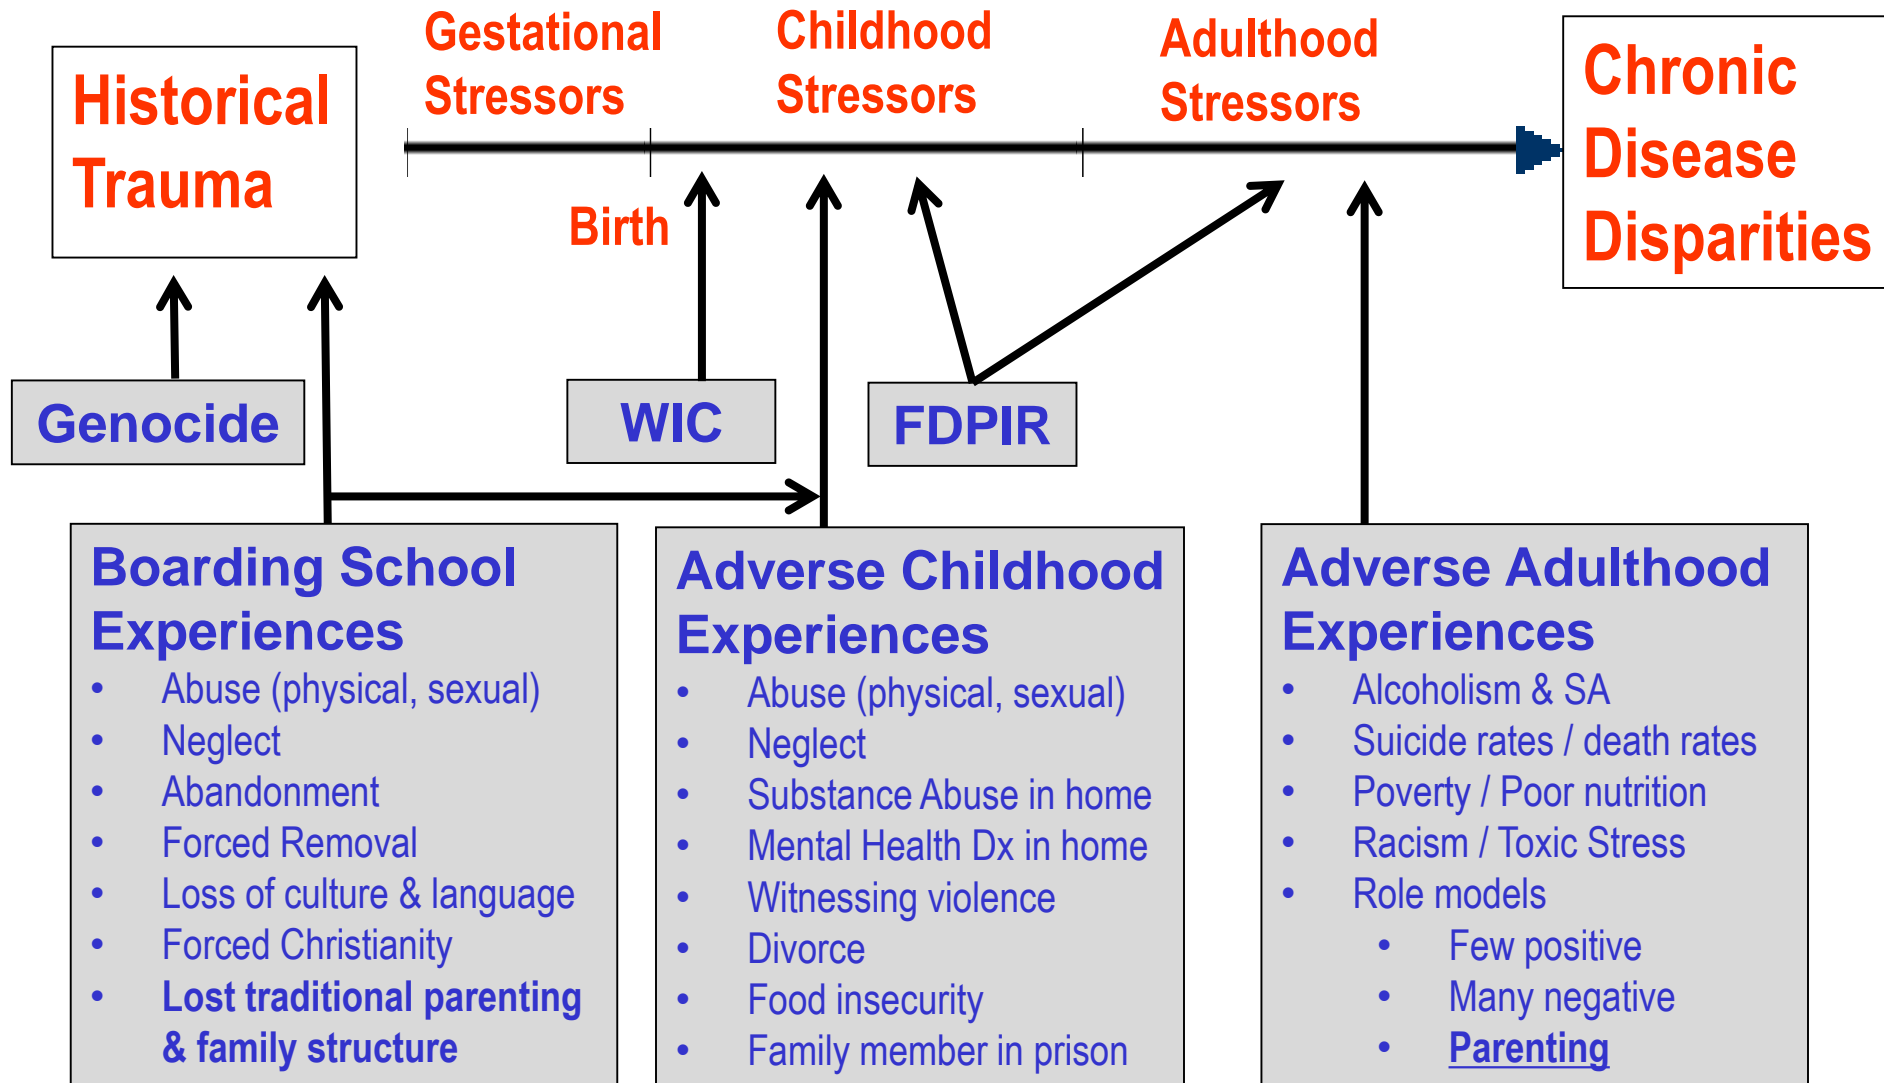 Historical
Trauma
Gestational
Stressors
Childhood
Stressors
Adulthood
Stressors
Chronic
Disease
Disparities
Birth
Genocide
WIC
FDPIR
Boarding School
Experiences
• Abuse (physical, sexual)
• Neglect
• Abandonment
• Forced Removal
• Loss of culture & language
• Forced Christianity
• Lost traditional parenting
& family structure
Adverse Childhood
Experiences
• Abuse (physical, sexual)
• Neglect
• Substance Abuse in home
• Mental Health Dx in home
• Witnessing violence
• Divorce
• Food insecurity
• Family member in prison
Adverse Adulthood
Experiences
• Alcoholism & SA
• Suicide rates / death rates
• Poverty / Poor nutrition
• Racism / Toxic Stress
• Role models
• Few positive
• Many negative
• Parenting